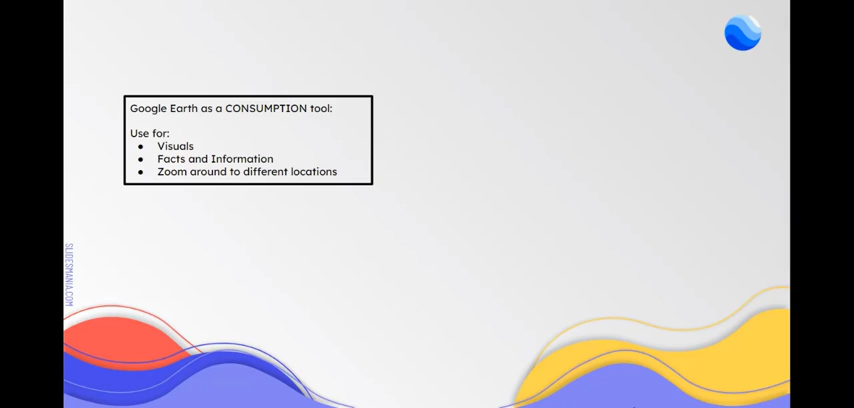 Google Earth as a CONSUMPTION tool:
Use for:
● Visuals
● Facts and Information
● Zoom around to different locations
SLIDESMANIA.COM